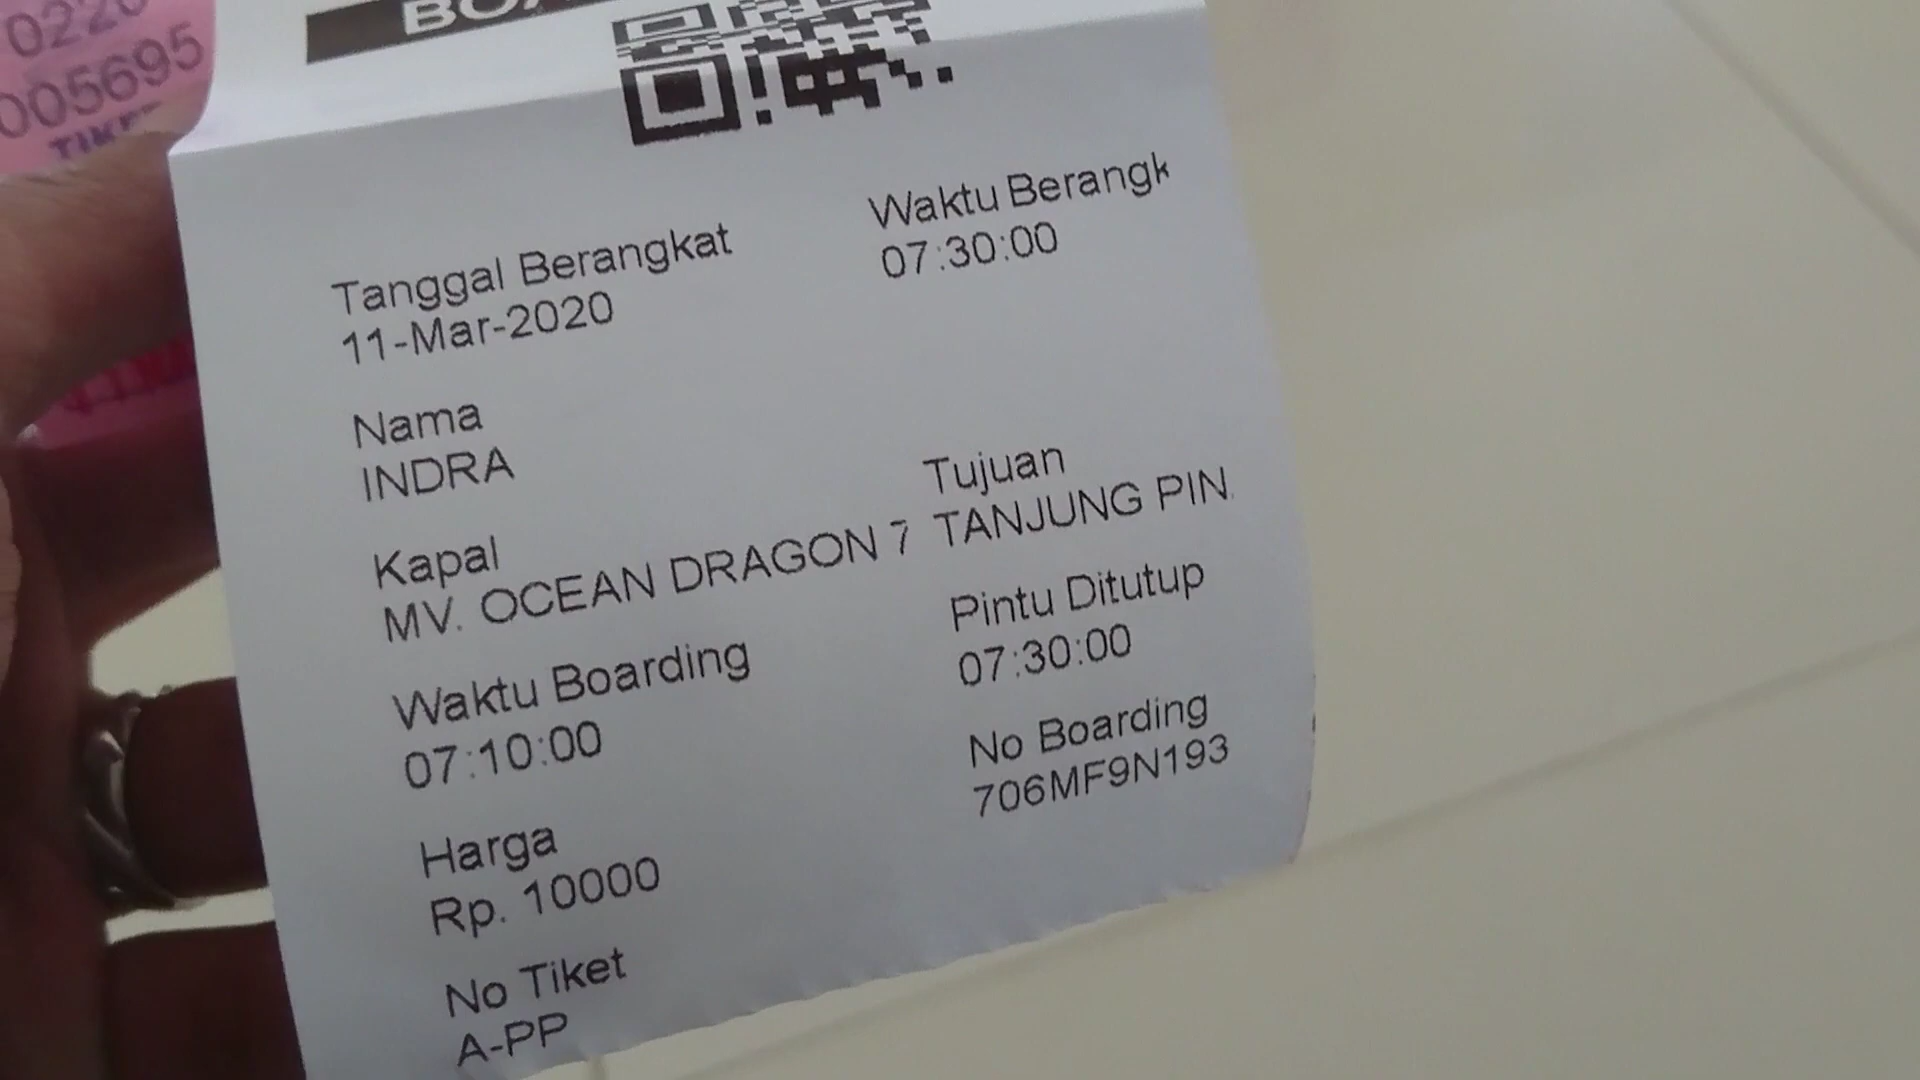 005695
Tanggal Berangkat
11-Mar-2020
Waktu Berangk
07:30:00
Nama
INDRA
Kapal
MV. OCEAN DRAGON 7
Tujuan
TANJUNG PIN
Waktu Boarding
07:10:00
Pintu Ditutup
07:30:00
Harga
Rp. 10000
No Boarding
706MF9N193
No Tiket
A-PP